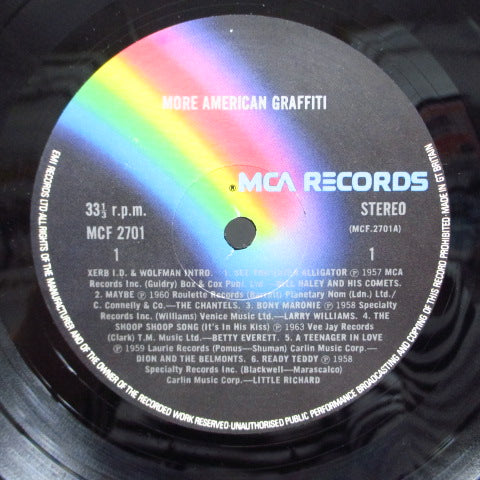 MORE AMERICAN GRAFFITI
® MCA RECORDS
33⅓ r.p.m.
STEREO
MCF 2701
(MCF.2701A)
1
1
XERB I.D. & WOLFMAN INTRO. 1. SEE YOU LATER ALLIGATOR ℗ 1957 MCA
Records Inc. (Guidry) Box & Cox Publ. Ltd.—BILL HALEY AND HIS COMETS.
2. MAYBE ℗ 1960 Roulette Records (Barrett) Planetary Nom (Ldn.) Ltd./
C. Connelly & Co.—THE CHANTELS. 3. BONY MARONIE ℗ 1958 Specialty
Records Inc. (Williams) Venice Music Ltd.—LARRY WILLIAMS. 4. THE
SHOOP SHOOP SONG (It's In His Kiss) ℗ 1963 Vee Jay Records
(Clark) T.M. Music Ltd.—BETTY EVERETT. 5. A TEENAGER IN LOVE
℗ 1959 Laurie Records (Pomus—Shuman) Carlin Music Corp.—
DION AND THE BELMONTS. 6. READY TEDDY ℗ 1958
Specialty Records Inc. (Blackwell—Marascalco)
Carlin Music Corp.—LITTLE RICHARD
EMI RECORDS LTD ALL RIGHTS OF THE MANUFACTURER AND OF THE OWNER OF THE RECORDED WORK RESERVED·UNAUTHORISED PUBLIC PERFORMANCE BROADCASTING AND COPYING OF THIS RECORD PROHIBITED·MADE IN GT BRITAIN